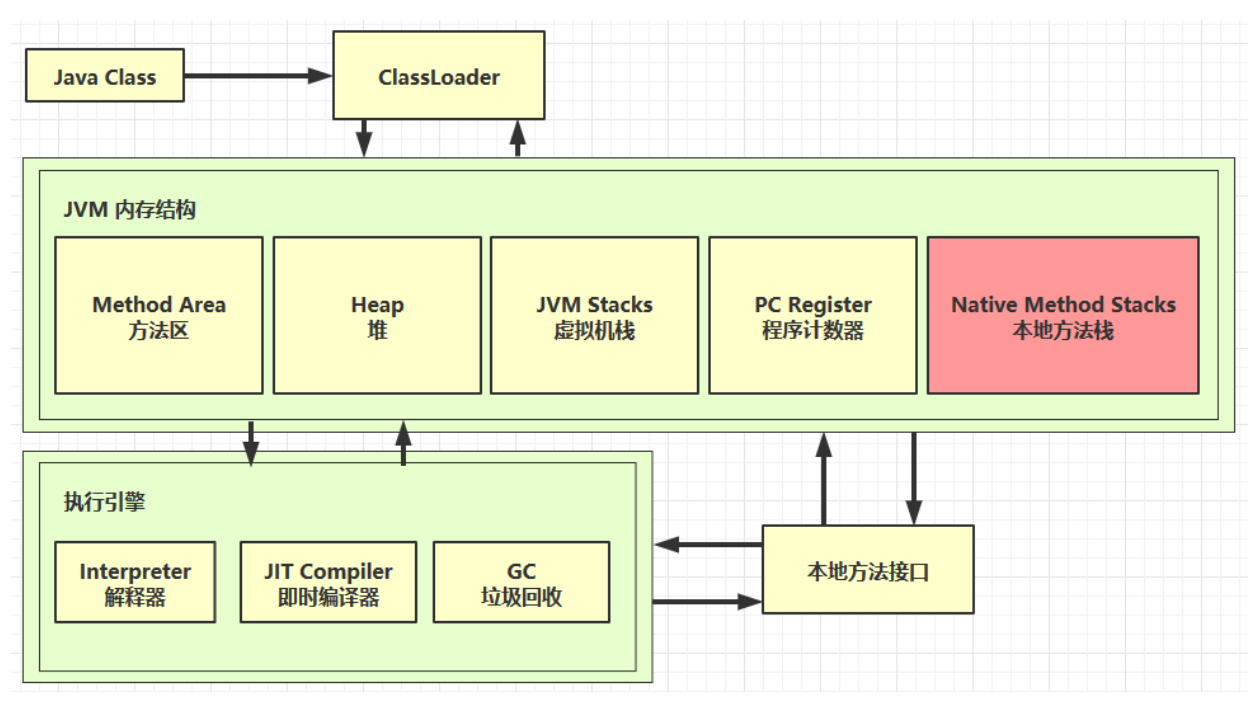 Java Class
ClassLoader
JVM 内存结构
Method Area
方法区
Heap
堆
JVM Stacks
虚拟机栈
PC Register
程序计数器
Native Method Stacks
本地方法栈
执行引擎
Interpreter
解释器
JIT Compiler
即时编译器
GC
垃圾回收
本地方法接口